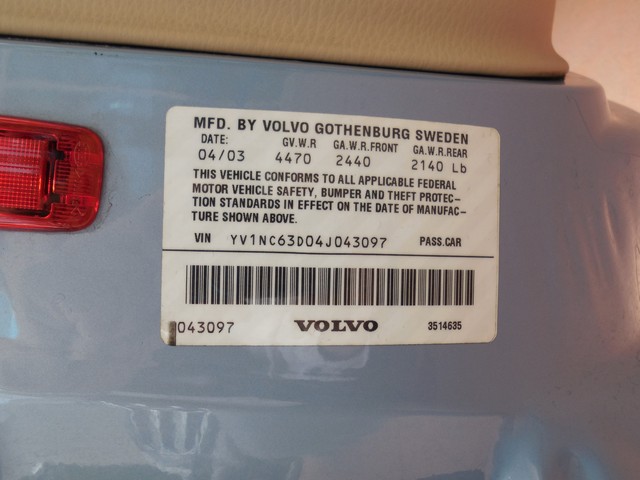 MFD. BY VOLVO GOTHENBURG SWEDEN
DATE: GV.W.R GA.W.R.FRONT GA.W.R.REAR
04/03 4470 2440 2140 Lb
THIS VEHICLE CONFORMS TO ALL APPLICABLE FEDERAL
MOTOR VEHICLE SAFETY, BUMPER AND THEFT PROTEC-
TION STANDARDS IN EFFECT ON THE DATE OF MANUFAC-
TURE SHOWN ABOVE.
VIN YV1NC63D04J043097 PASS.CAR
043097 VOLVO 3514635